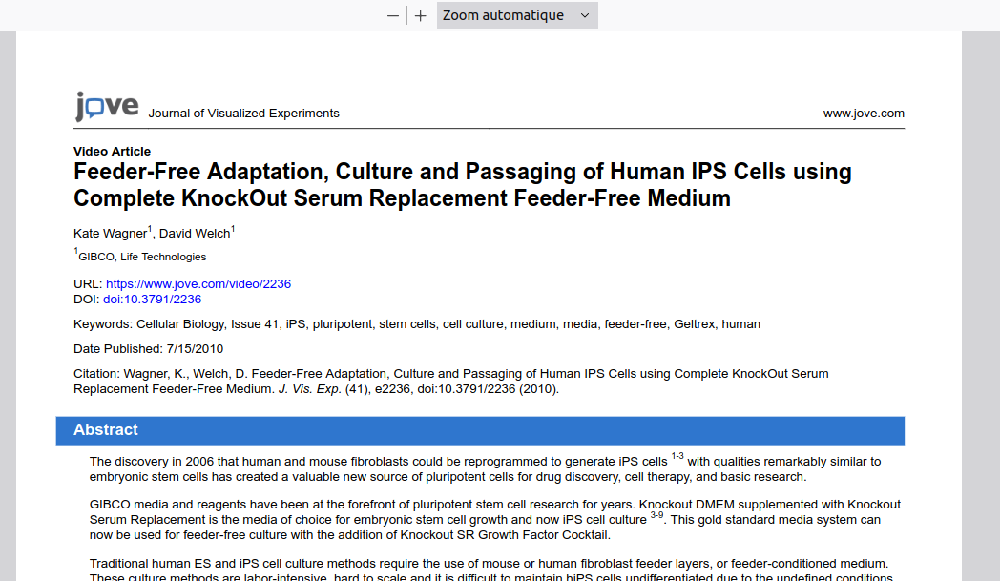 Zoom automatique
jove Journal of Visualized Experiments www.jove.com
Video Article
Feeder-Free Adaptation, Culture and Passaging of Human IPS Cells using
Complete KnockOut Serum Replacement Feeder-Free Medium
Kate Wagner1, David Welch1
1GIBCO, Life Technologies
URL: https://www.jove.com/video/2236
DOI: doi:10.3791/2236
Keywords: Cellular Biology, Issue 41, iPS, pluripotent, stem cells, cell culture, medium, media, feeder-free, Geltrex, human
Date Published: 7/15/2010
Citation: Wagner, K., Welch, D. Feeder-Free Adaptation, Culture and Passaging of Human IPS Cells using Complete KnockOut Serum
Replacement Feeder-Free Medium. J. Vis. Exp. (41), e2236, doi:10.3791/2236 (2010).
Abstract
The discovery in 2006 that human and mouse fibroblasts could be reprogrammed to generate iPS cells 1-3 with qualities remarkably similar to
embryonic stem cells has created a valuable new source of pluripotent cells for drug discovery, cell therapy, and basic research.
GIBCO media and reagents have been at the forefront of pluripotent stem cell research for years. Knockout DMEM supplemented with Knockout
Serum Replacement is the media of choice for embryonic stem cell growth and now iPS cell culture 3-9. This gold standard media system can
now be used for feeder-free culture with the addition of Knockout SR Growth Factor Cocktail.
Traditional human ES and iPS cell culture methods require the use of mouse or human fibroblast feeder layers, or feeder-conditioned medium.
These culture methods are labor-intensive, hard to scale and it is difficult to maintain hiPS cells undifferentiated due to the undefined conditions.